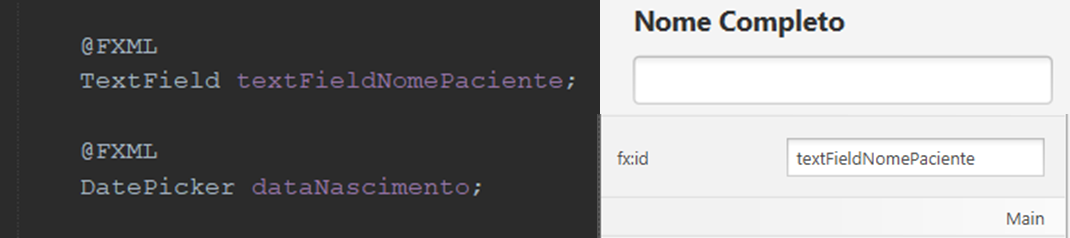 @FXML
TextField textFieldNomePaciente;
@FXML
DatePicker dataNascimento;
Nome Completo
fx:id
textFieldNomePaciente
Main